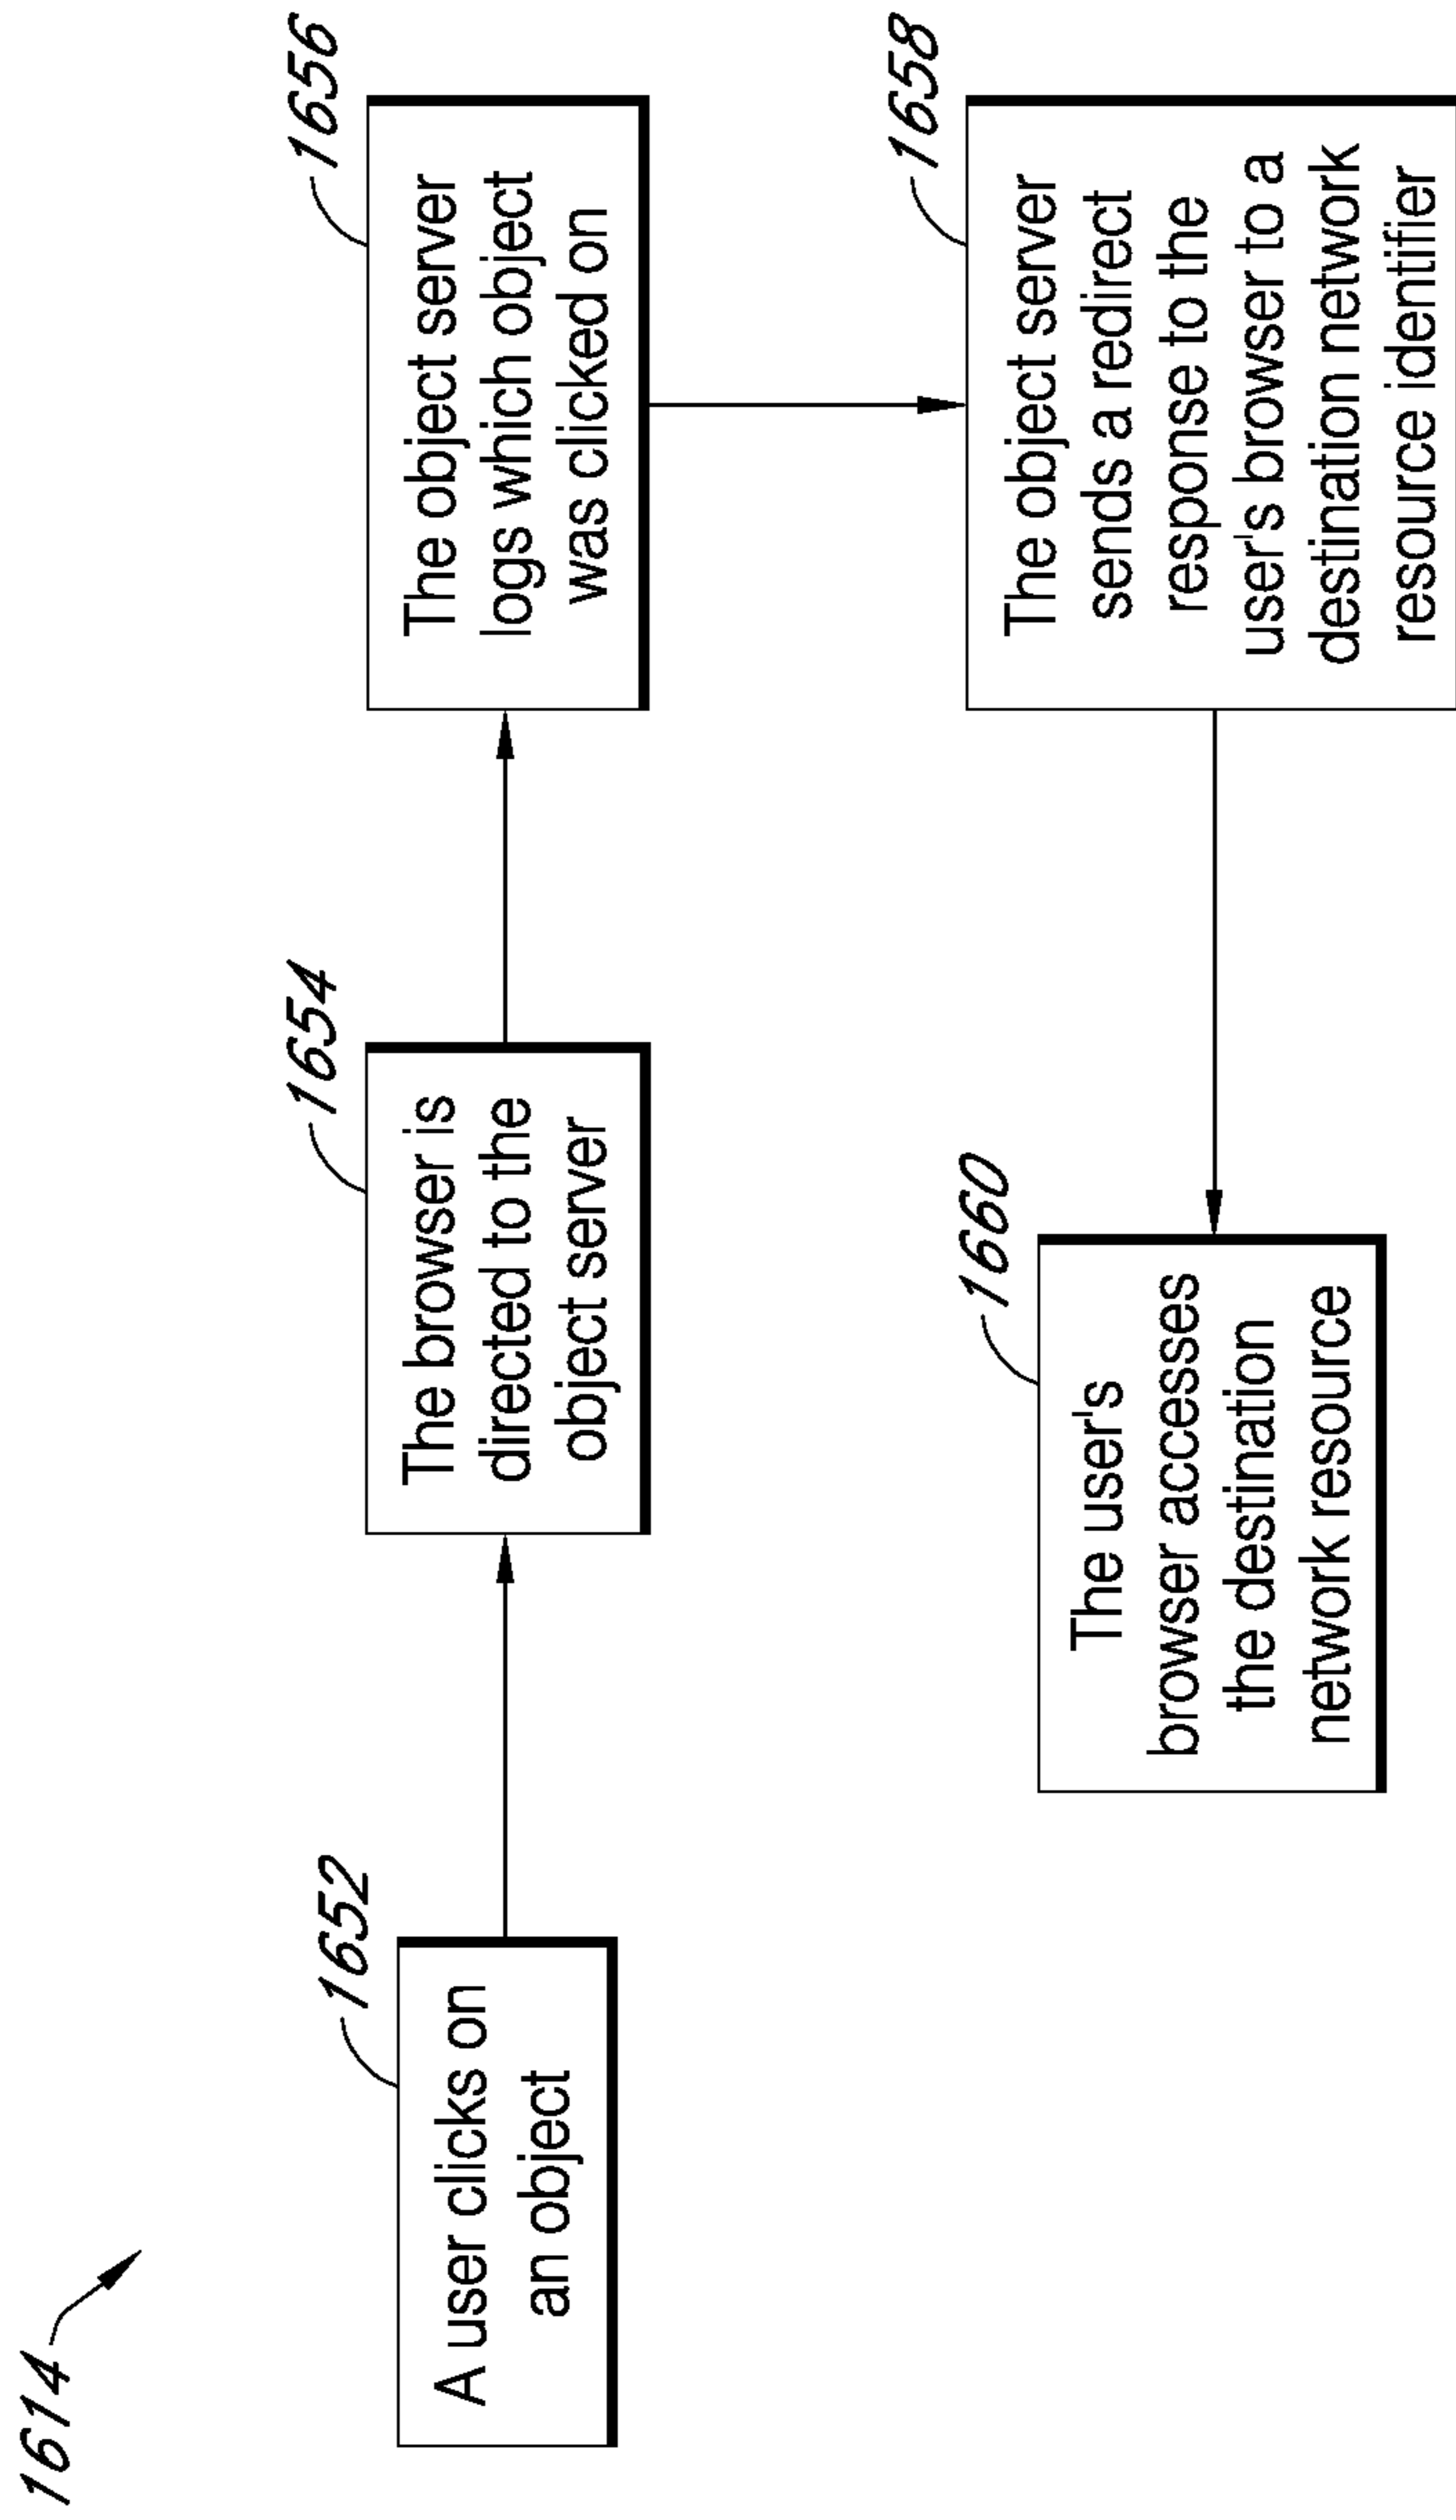 1614
1652
A user clicks on
an object
1654
The browser is
directed to the
object server
1656
The object server
logs which object
was clicked on
1658
The object server
sends a redirect
response to the
user's browser to a
destination network
resource identifier
1660
The user's
browser accesses
the destination
network resource